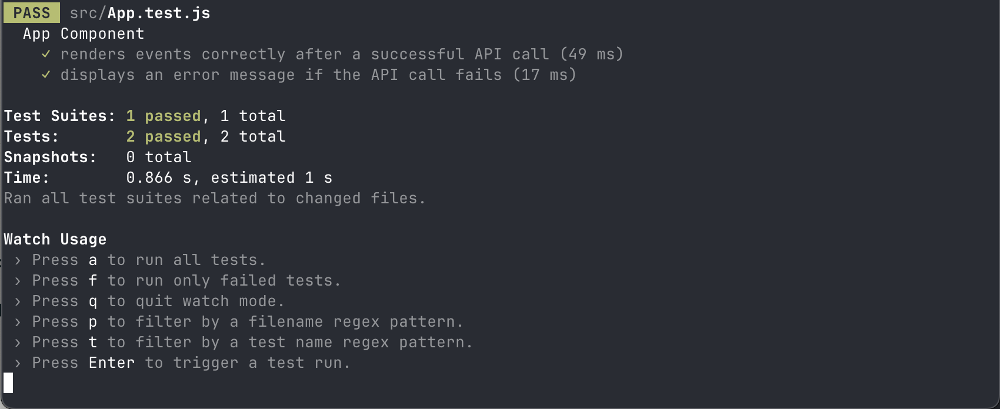 PASS src/App.test.js
App Component
✓ renders events correctly after a successful API call (49 ms)
✓ displays an error message if the API call fails (17 ms)
Test Suites: 1 passed, 1 total
Tests: 2 passed, 2 total
Snapshots: 0 total
Time: 0.866 s, estimated 1 s
Ran all test suites related to changed files.
Watch Usage
› Press a to run all tests.
› Press f to run only failed tests.
› Press q to quit watch mode.
› Press p to filter by a filename regex pattern.
› Press t to filter by a test name regex pattern.
› Press Enter to trigger a test run.